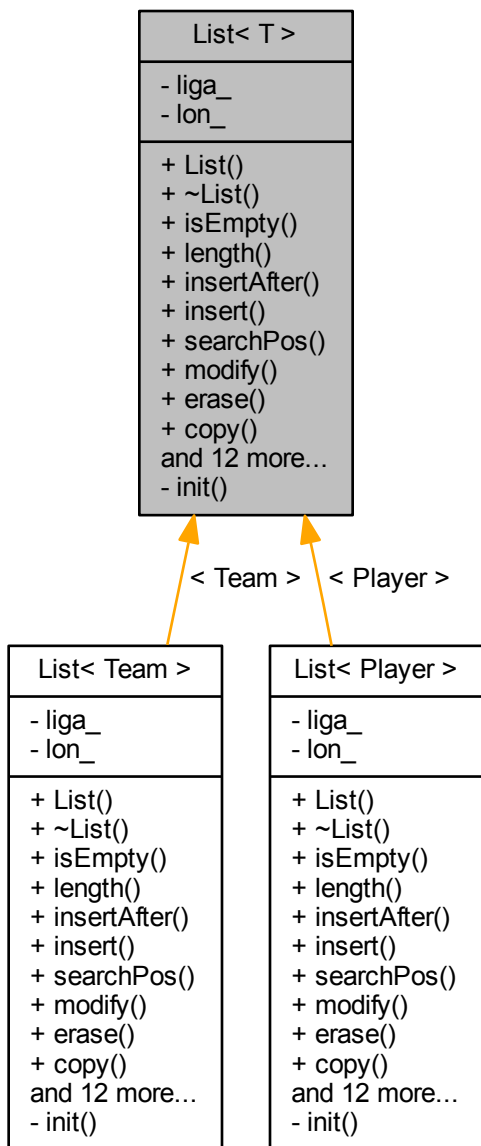 List< T >
- liga_
- lon_
+ List()
+ ~List()
+ isEmpty()
+ length()
+ insertAfter()
+ insert()
+ searchPos()
+ modify()
+ erase()
+ copy()
and 12 more...
- init()
< Team >
< Player >
List< Team >
- liga_
- lon_
+ List()
+ ~List()
+ isEmpty()
+ length()
+ insertAfter()
+ insert()
+ searchPos()
+ modify()
+ erase()
+ copy()
and 12 more...
- init()
List< Player >
- liga_
- lon_
+ List()
+ ~List()
+ isEmpty()
+ length()
+ insertAfter()
+ insert()
+ searchPos()
+ modify()
+ erase()
+ copy()
and 12 more...
- init()